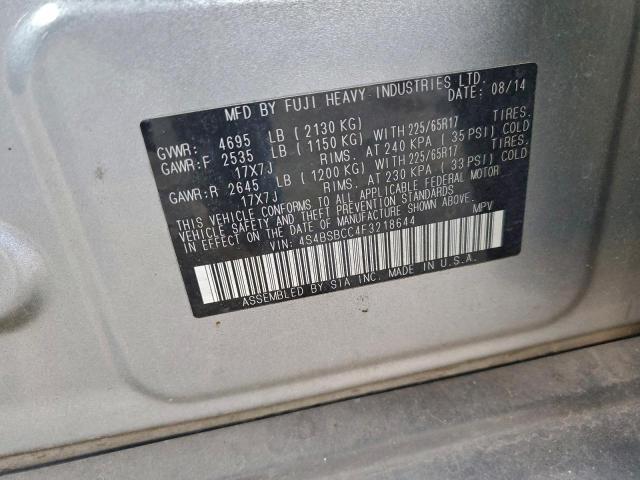 MFD BY FUJI HEAVY INDUSTRIES LTD.
DATE: 08/14
GVWR: 4695 LB (2130 KG)
GAWR:F 2535 LB (1150 KG) WITH 225/65R17 TIRES.
17X7J RIMS. AT 240 KPA (35 PSI) COLD
GAWR:R 2645 LB (1200 KG) WITH 225/65R17 TIRES.
17X7J RIMS. AT 230 KPA (33 PSI) COLD
THIS VEHICLE CONFORMS TO ALL APPLICABLE FEDERAL MOTOR
VEHICLE SAFETY AND THEFT PREVENTION STANDARDS
IN EFFECT ON THE DATE OF MANUFACTURE SHOWN ABOVE.
VIN: 4S4BSBCC4F3218644 MPV
ASSEMBLED BY SIA INC. MADE IN U.S.A.